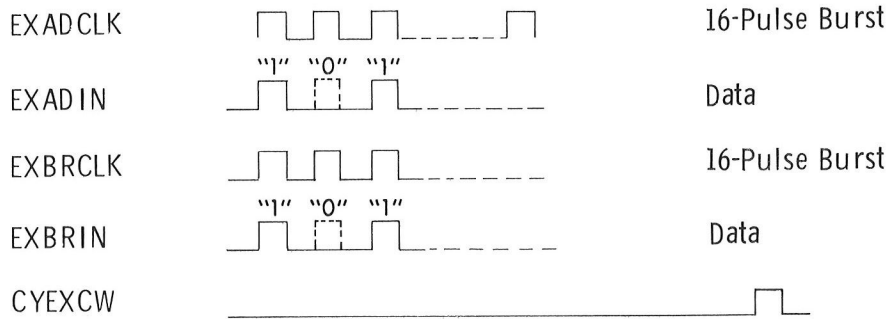 EXADCLK 16-Pulse Burst
"1" "0" "1"
EXADIN Data
EXBRCLK 16-Pulse Burst
"1" "0" "1"
EXBRIN Data
CYEXCW